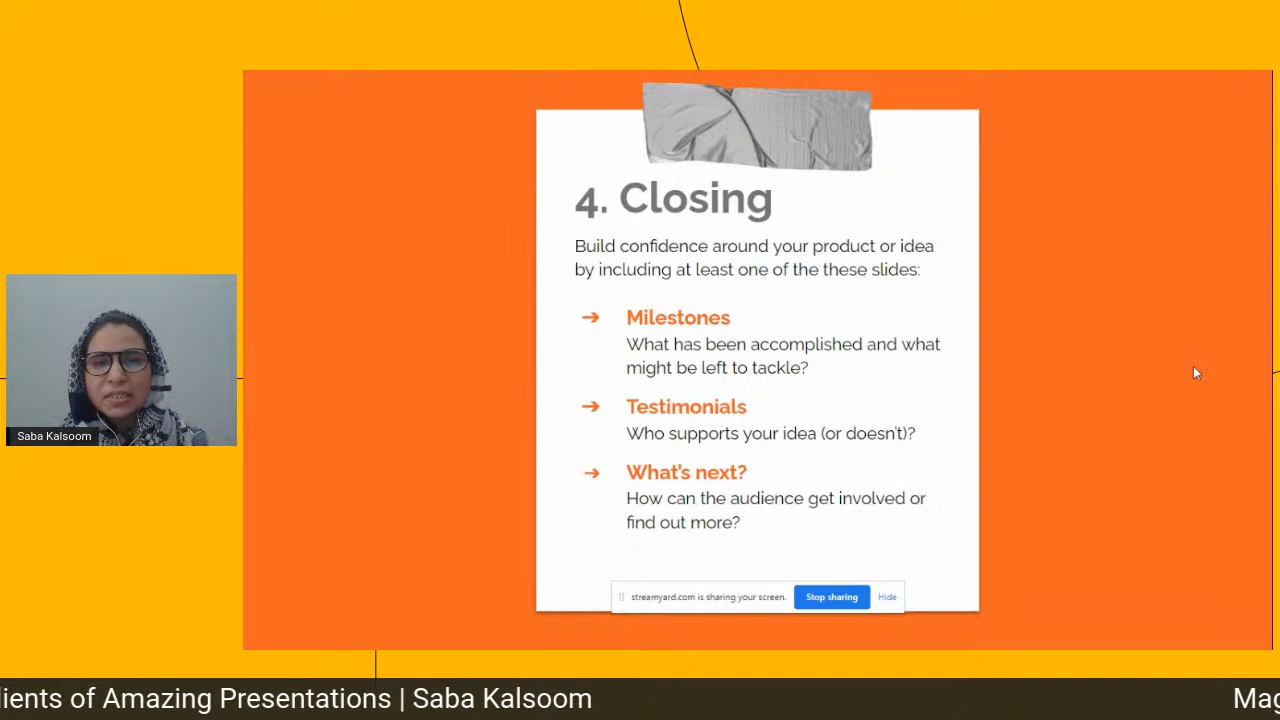 4. Closing
Build confidence around your product or idea
by including at least one of the these slides:
➔ Milestones
What has been accomplished and what
might be left to tackle?
➔ Testimonials
Who supports your idea (or doesn't)?
➔ What's next?
How can the audience get involved or
find out more?
streamyard.com is sharing your screen. Stop sharing Hide
Saba Kalsoom
of Amazing Presentations | Saba Kalsoom